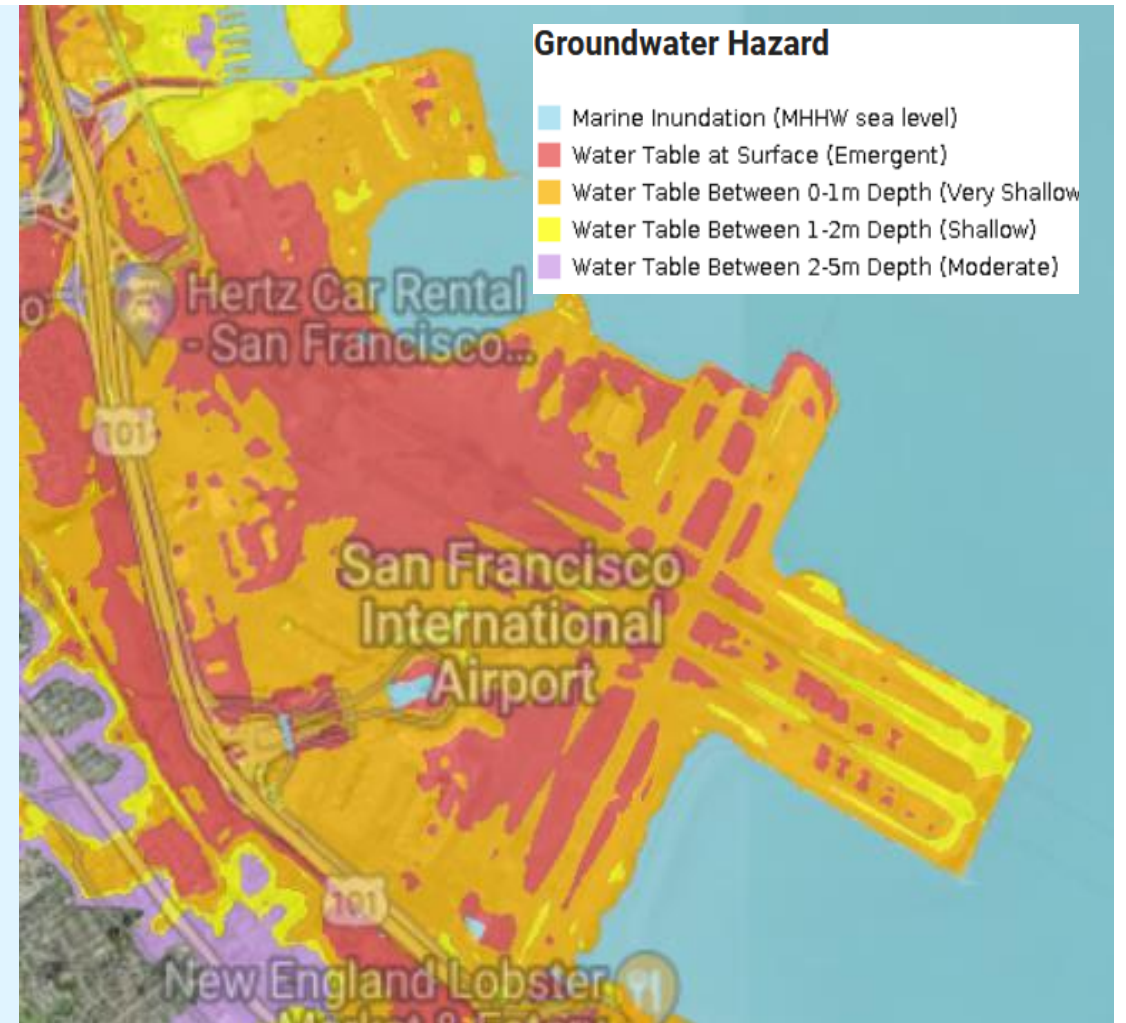 Groundwater Hazard
Marine Inundation (MHHW sea level)
Water Table at Surface (Emergent)
Water Table Between 0-1m Depth (Very Shallow
Water Table Between 1-2m Depth (Shallow)
Water Table Between 2-5m Depth (Moderate)
Hertz Car Rental
- San Francisco...
101
San Francisco
International
Airport
101
New England Lobster
Market & Eatery